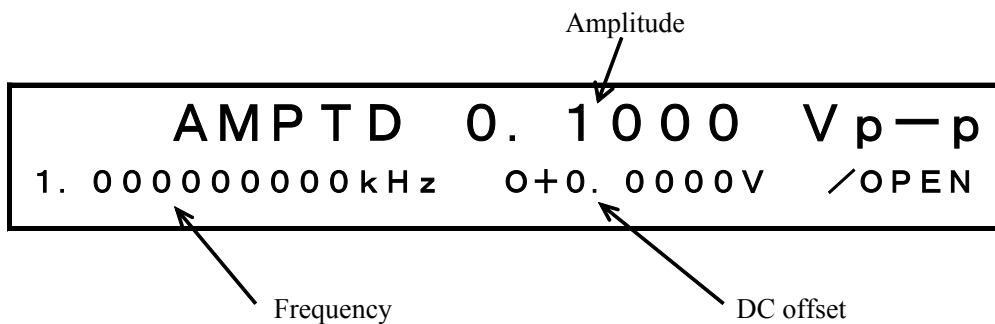 Amplitude
AMPTD 0. 1000 Vp−p
1. 000000000kHz O+0. 0000V /OPEN
Frequency DC offset